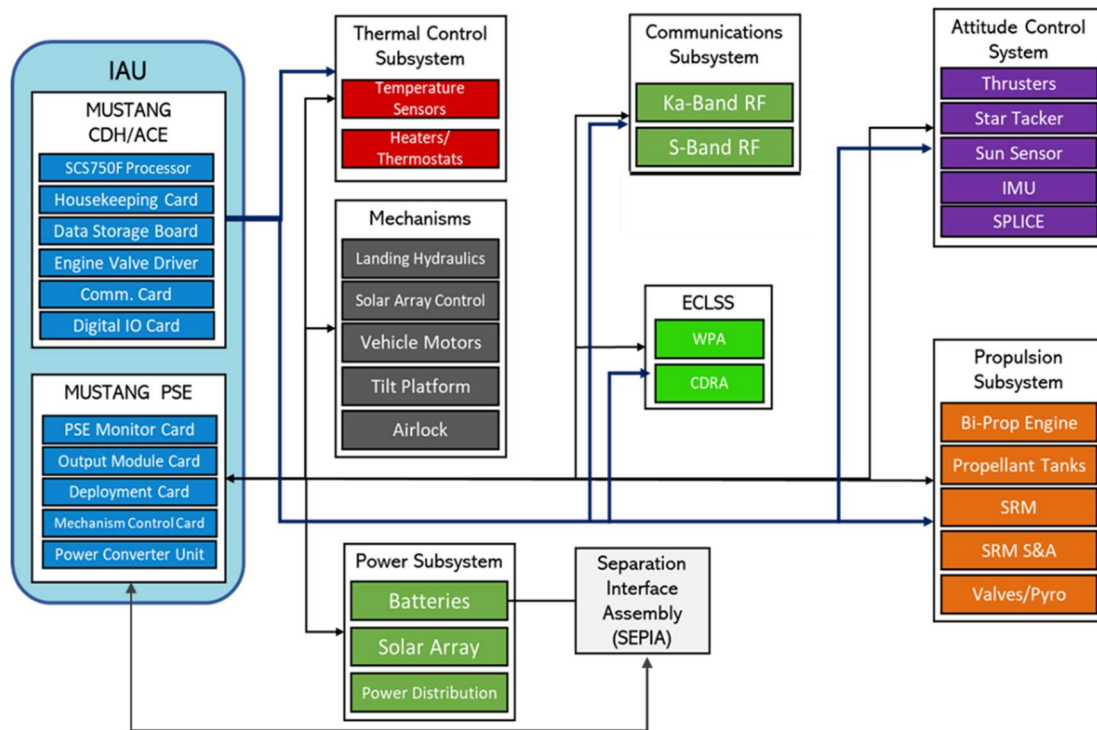 IAU
MUSTANG
CDH/ACE
SCS750F Processor
Housekeeping Card
Data Storage Board
Engine Valve Driver
Comm. Card
Digital IO Card
MUSTANG PSE
PSE Monitor Card
Output Module Card
Deployment Card
Mechanism Control Card
Power Converter Unit
Thermal Control
Subsystem
Temperature
Sensors
Heaters/
Thermostats
Mechanisms
Landing Hydraulics
Solar Array Control
Vehicle Motors
Tilt Platform
Airlock
Power Subsystem
Batteries
Solar Array
Power Distribution
Separation
Interface
Assembly
(SEPIA)
Communications
Subsystem
Ka-Band RF
S-Band RF
ECLSS
WPA
CDRA
Attitude Control
System
Thrusters
Star Tacker
Sun Sensor
IMU
SPLICE
Propulsion
Subsystem
Bi-Prop Engine
Propellant Tanks
SRM
SRM S&A
Valves/Pyro